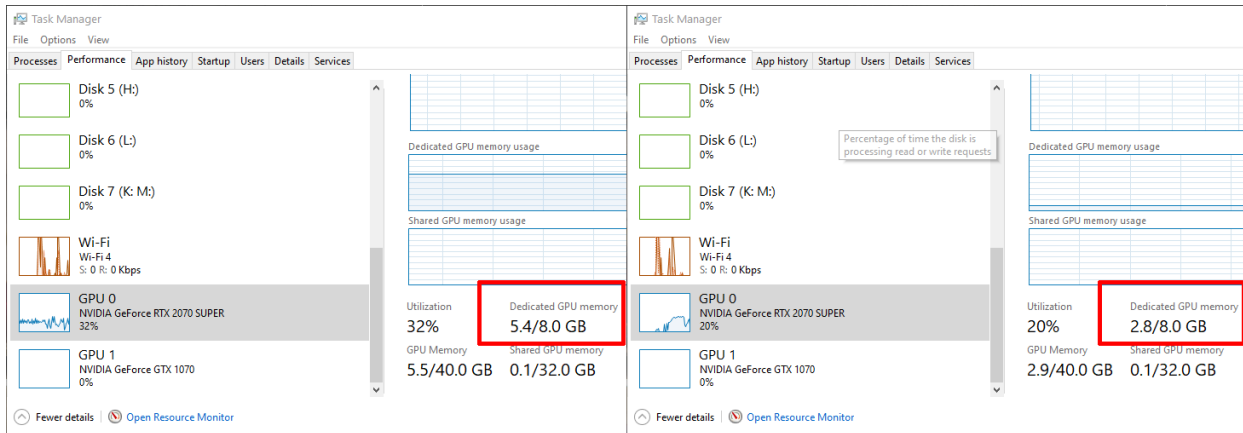 Task Manager
File Options View
Processes Performance App history Startup Users Details Services
Disk 5 (H:)
0%
Disk 6 (L:)
0%
Disk 7 (K: M:)
0%
Wi-Fi
Wi-Fi 4
S: 0 R: 0 Kbps
GPU 0
NVIDIA GeForce RTX 2070 SUPER
32%
GPU 1
NVIDIA GeForce GTX 1070
0%
Dedicated GPU memory usage
Shared GPU memory usage
Utilization Dedicated GPU memory
32% 5.4/8.0 GB
GPU Memory Shared GPU memory
5.5/40.0 GB 0.1/32.0 GB
Fewer details Open Resource Monitor
Task Manager
File Options View
Processes Performance App history Startup Users Details Services
Disk 5 (H:)
0%
Disk 6 (L:)
0%
Percentage of time the disk is
processing read or write requests
Disk 7 (K: M:)
0%
Wi-Fi
Wi-Fi 4
S: 0 R: 0 Kbps
GPU 0
NVIDIA GeForce RTX 2070 SUPER
20%
GPU 1
NVIDIA GeForce GTX 1070
0%
Dedicated GPU memory usage
Shared GPU memory usage
Utilization Dedicated GPU memory
20% 2.8/8.0 GB
GPU Memory Shared GPU memory
2.9/40.0 GB 0.1/32.0 GB
Fewer details Open Resource Monitor